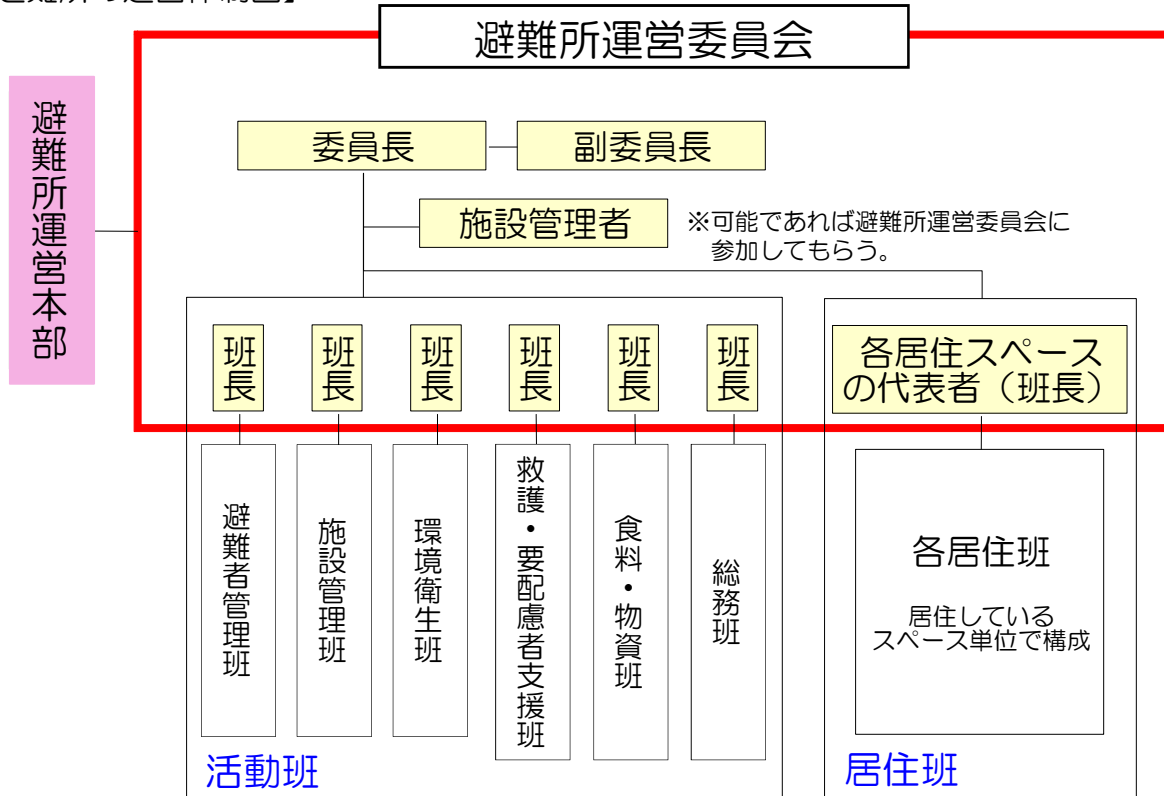 避難所運営委員会
避難所運営本部
委員長
副委員長
施設管理者
※可能であれば避難所運営委員会に
参加してもらう。
班長
班長
班長
班長
班長
班長
各居住スペース
の代表者（班長）
避難者管理班
施設管理班
環境衛生班
救護・要配慮者支援班
食料・物資班
総務班
各居住班
居住している
スペース単位で構成
活動班
居住班